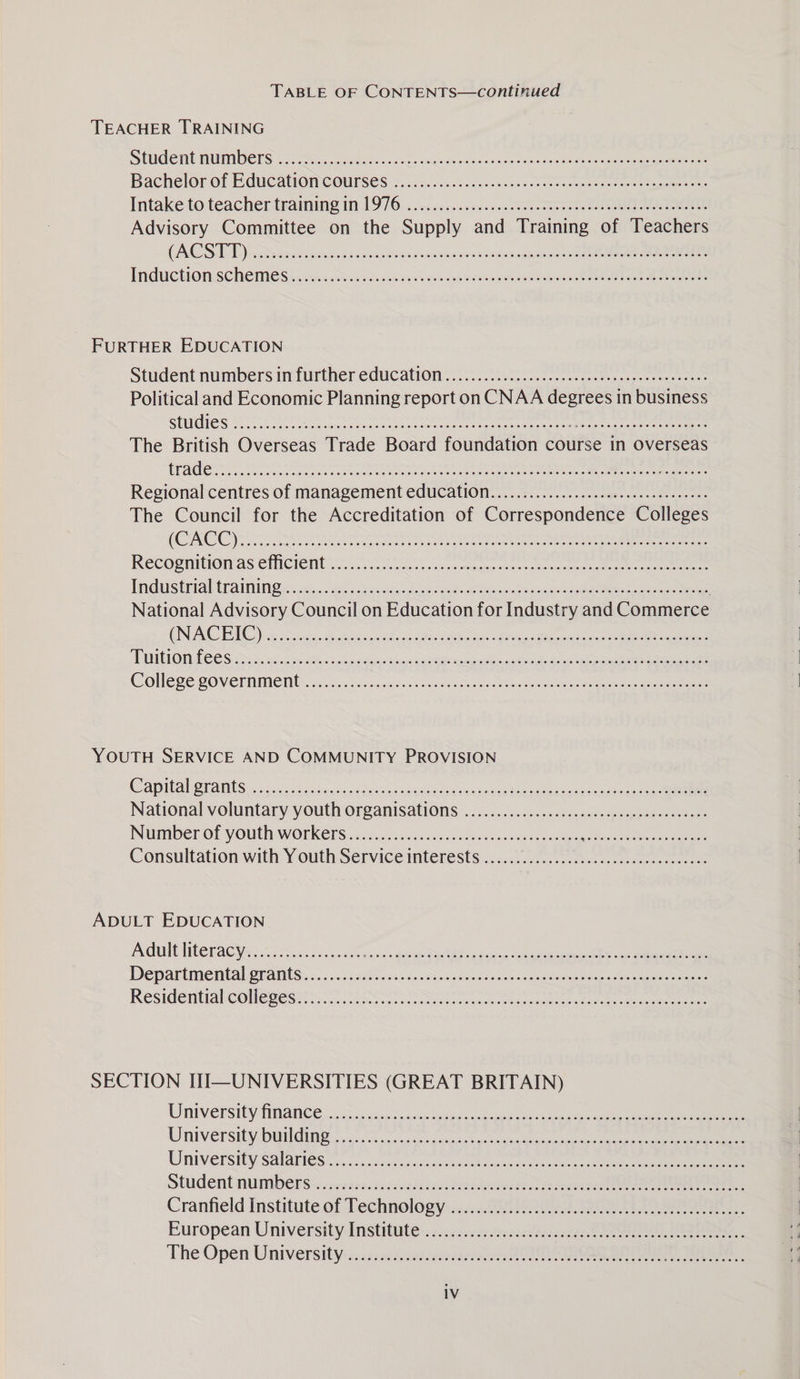 TABLE OF CONTENTS—continued
TEACHER TRAINING
Student numbers
Bachelor of Education courses
Intake to teacher training in 1976
Advisory Committee on the Supply and Training of Teachers
(ACSTT)
Induction schemes
FURTHER EDUCATION
Student numbers in further education
Political and Economic Planning report on CNAA degrees in business
studies
The British Overseas Trade Board foundation course in overseas
trade
Regional centres of management education
The Council for the Accreditation of Correspondence Colleges
(CACC)
Recognition as efficient
Industrial training
National Advisory Council on Education for Industry and Commerce
(NACEIC)
Tuition fees
College government
YOUTH SERVICE AND COMMUNITY PROVISION
Capital grants
National voluntary youth organisations
Number of youth workers
Consultation with Youth Service interests
ADULT EDUCATION
Adult literacy
Departmental grants
Residential colleges
SECTION III—UNIVERSITIES (GREAT BRITAIN)
University finance
University building
University salaries
Student numbers
Cranfield Institute of Technology
European University Institute
The Open University
iv